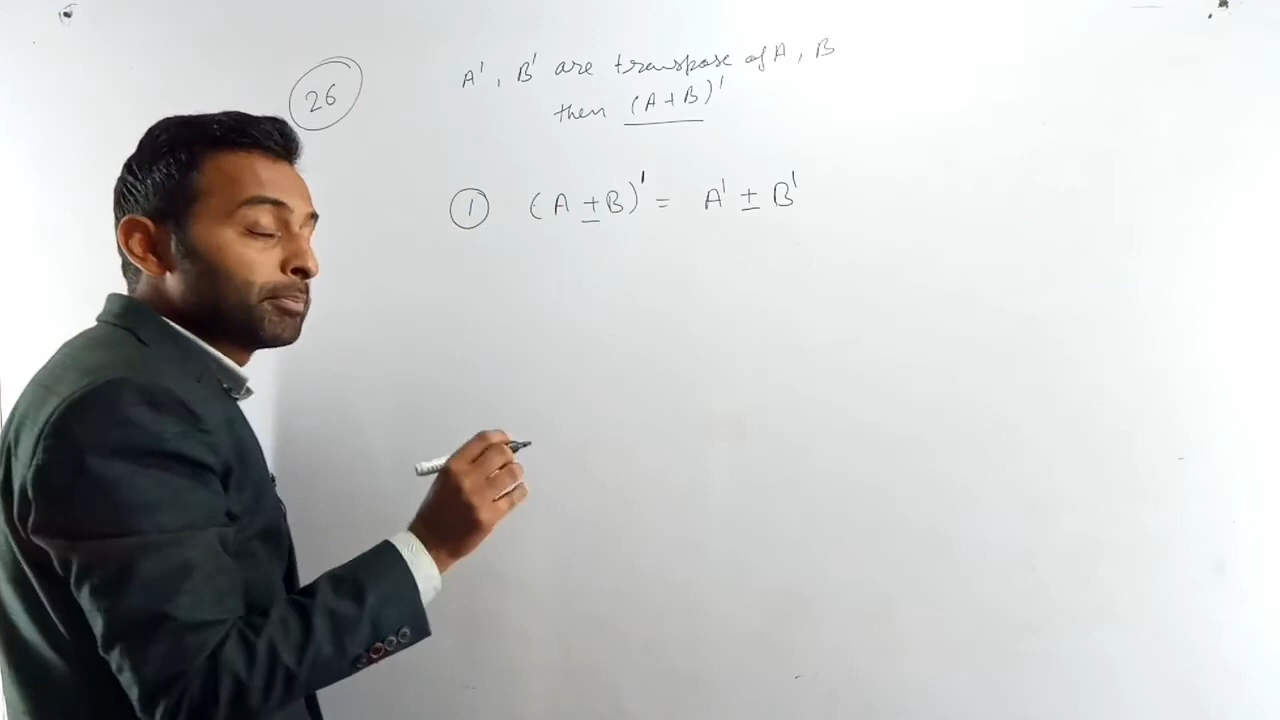 26
A', B' are transpose of A, B
then (A+B)'
1 (A ± B)' = A' ± B'